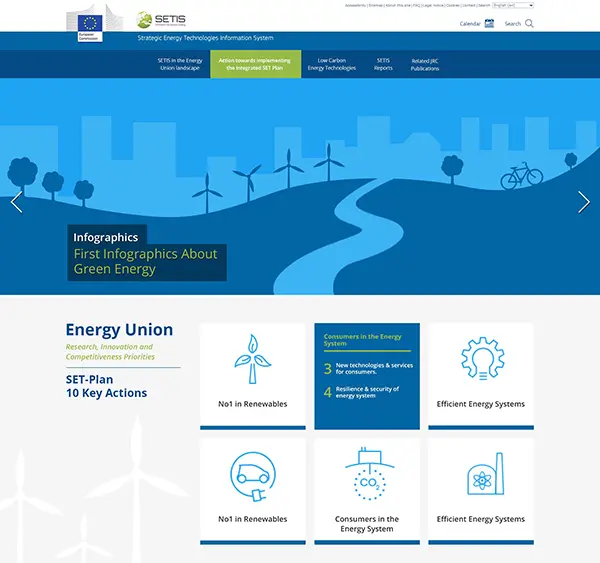 Accessibility | Sitemap | About this site | FAQ | Legal notice | Cookies | Contact | Search English (en)
European
Commission
SETIS
Calendar
Search
Strategic Energy Technologies Information System
SETIS in the Energy
Union landscape
Action towards implementing
the Integrated SET Plan
Low Carbon
Energy Technologies
SETIS
Reports
Related JRC
Publications
Infographics
First Infographics About
Green Energy
Energy Union
Research, Innovation and
Competitiveness Priorities
SET-Plan
10 Key Actions
No1 in Renewables
Consumers in the Energy
System
3 New technologies & services
for consumers.
4 Resilience & security of
energy system
Efficient Energy Systems
CO2
No1 in Renewables
Consumers in the
Energy System
Efficient Energy Systems